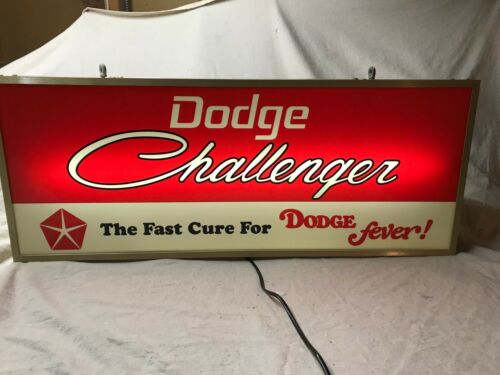 Dodge
Challenger
The Fast Cure For DODGE fever!